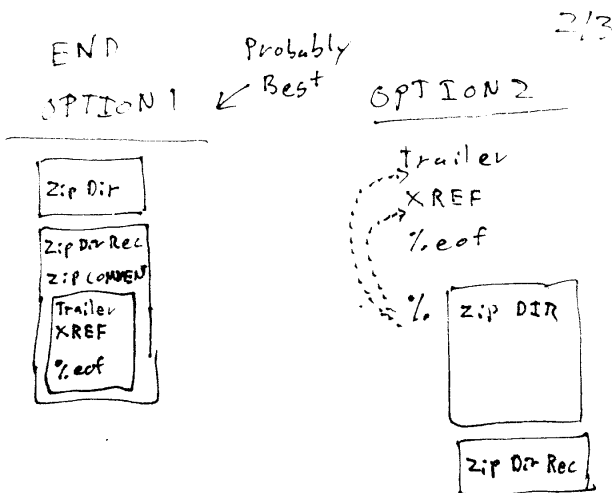 2/3
END
OPTION 1
Probably
Best
Zip Dir
Zip Dir Rec
Zip COMMEN
Trailer
XREF
%eof
OPTION 2
Trailer
XREF
%eof
%
Zip DIR
Zip Dir Rec